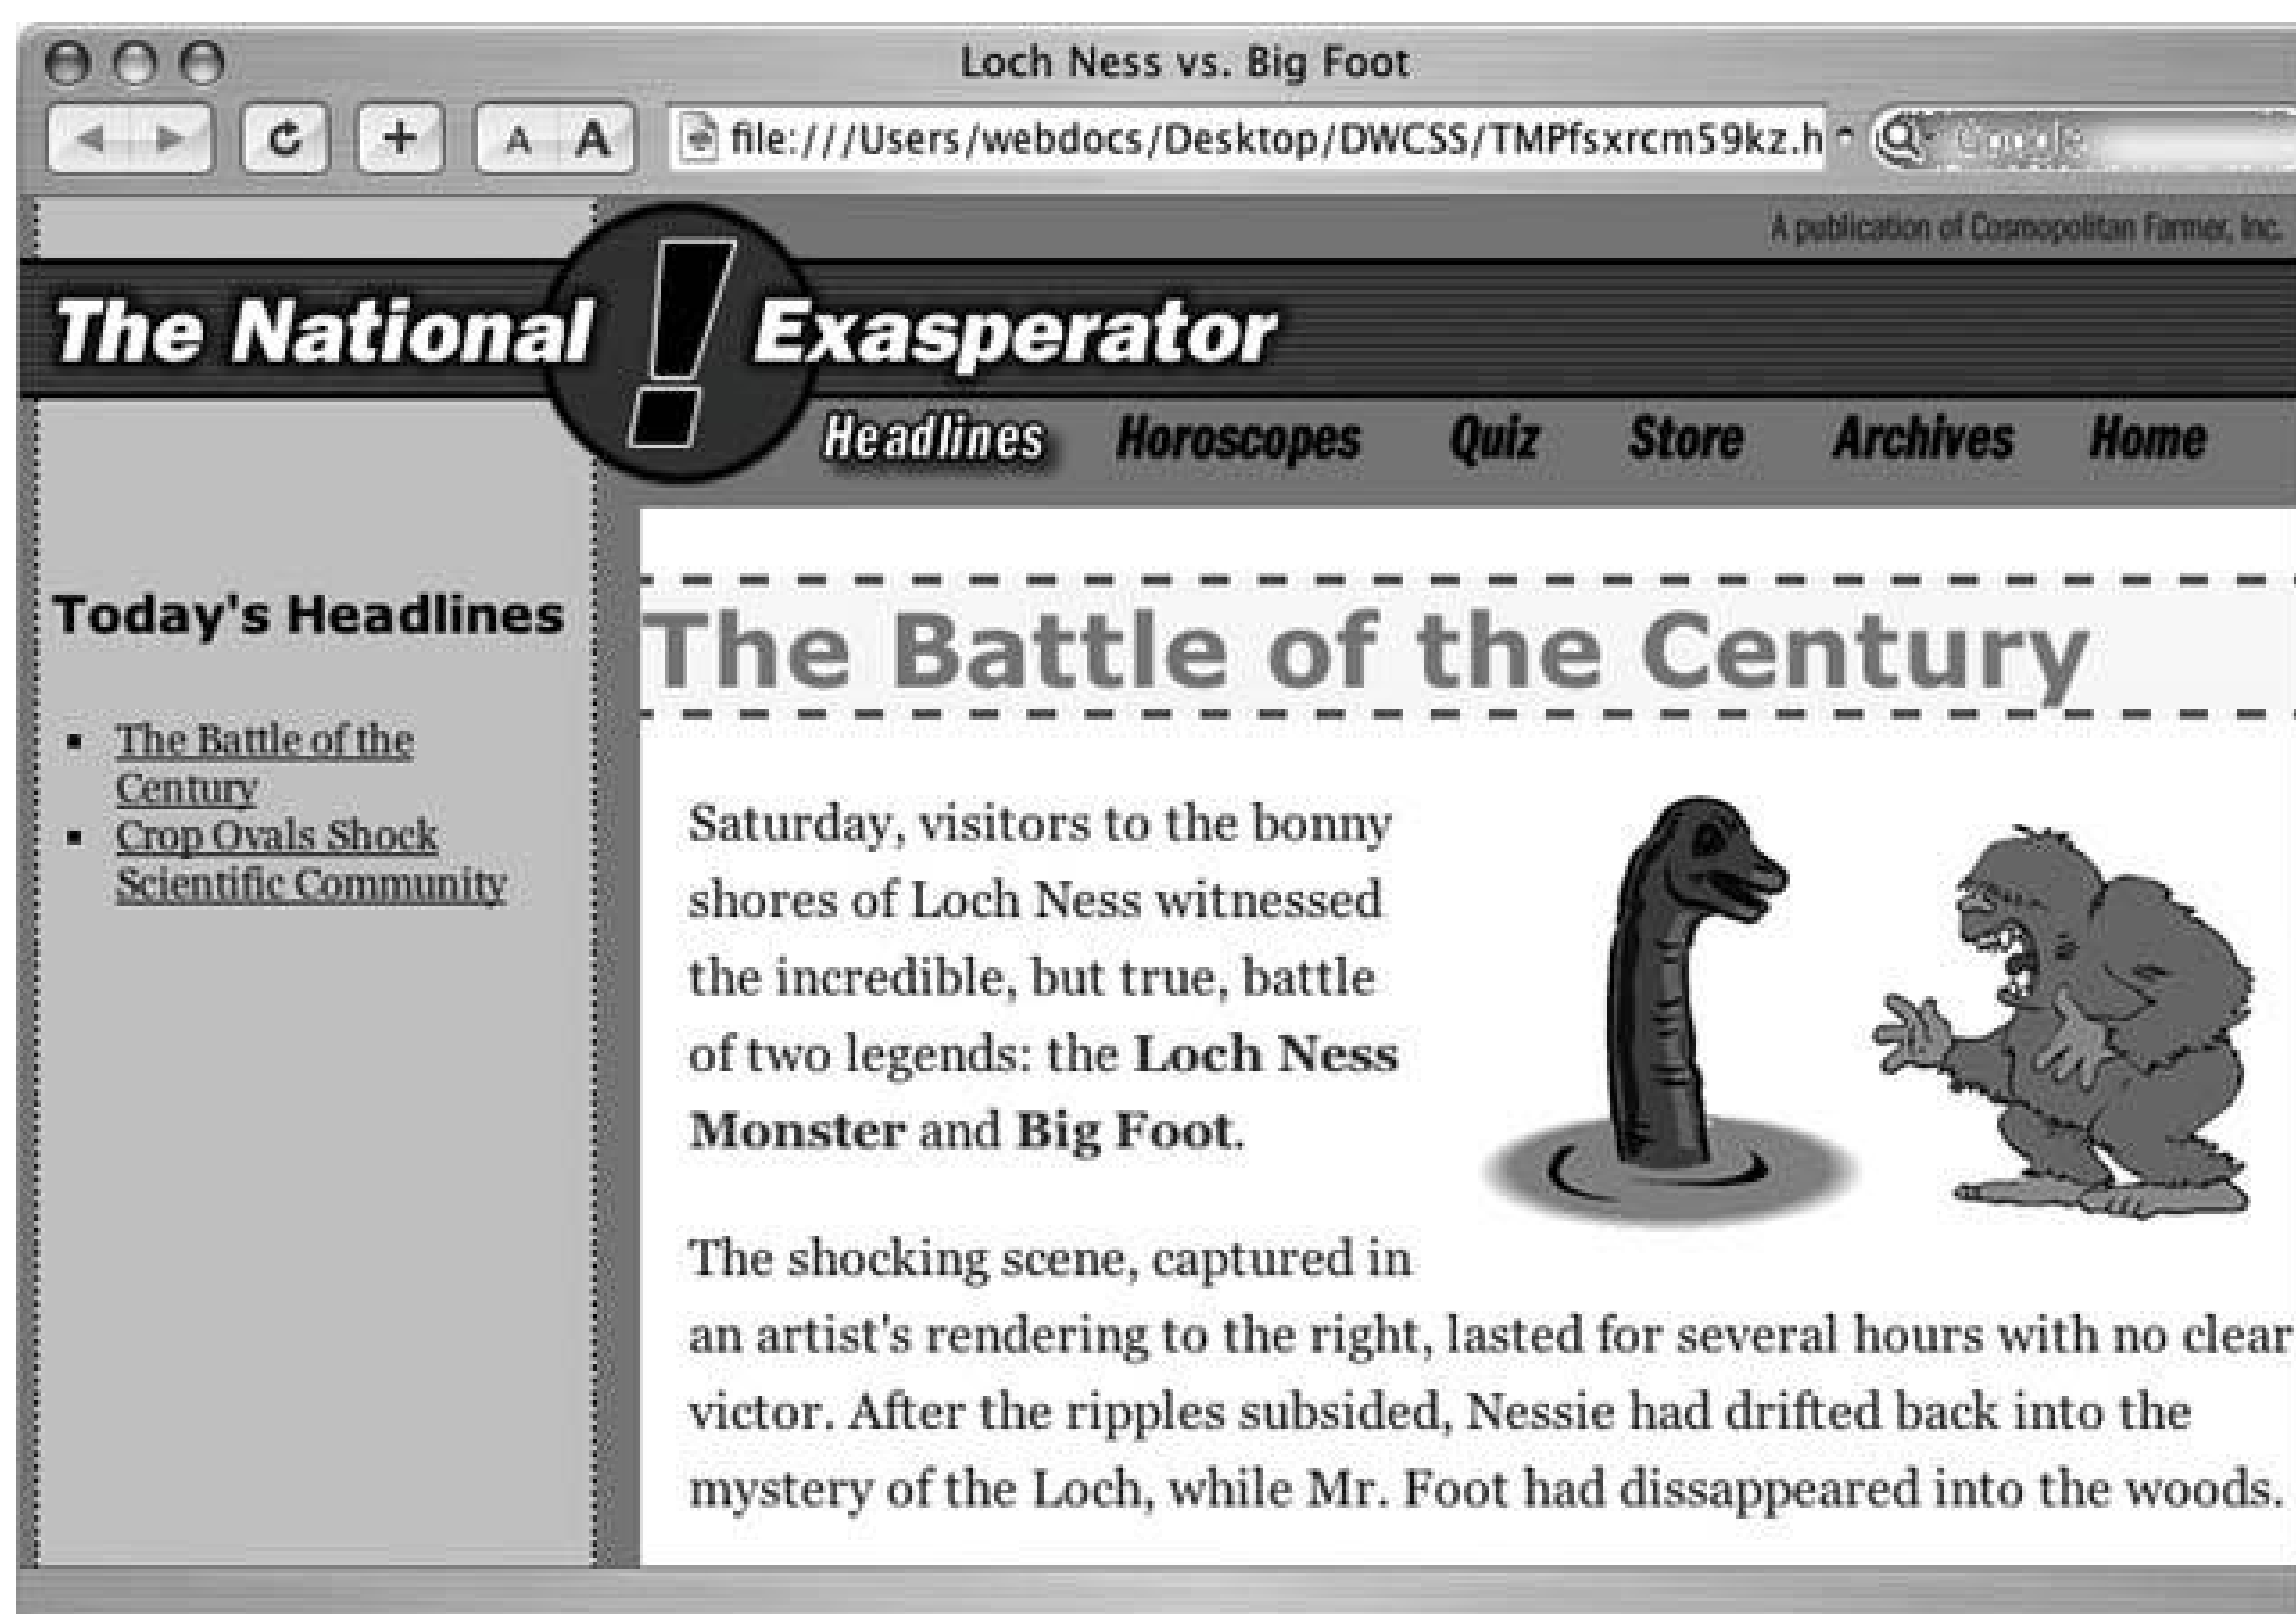 Loch Ness vs. Big Foot
A A file:///Users/webdocs/Desktop/DWCSS/TMPfsxrcm59kz.h Google
A publication of Cosmopolitan Farmer, Inc.
The National ! Exasperator
Headlines Horoscopes Quiz Store Archives Home
Today's Headlines
The Battle of the
Century
Crop Ovals Shock
Scientific Community
The Battle of the Century
Saturday, visitors to the bonny
shores of Loch Ness witnessed
the incredible, but true, battle
of two legends: the Loch Ness
Monster and Big Foot.
The shocking scene, captured in
an artist's rendering to the right, lasted for several hours with no clear
victor. After the ripples subsided, Nessie had drifted back into the
mystery of the Loch, while Mr. Foot had dissappeared into the woods.